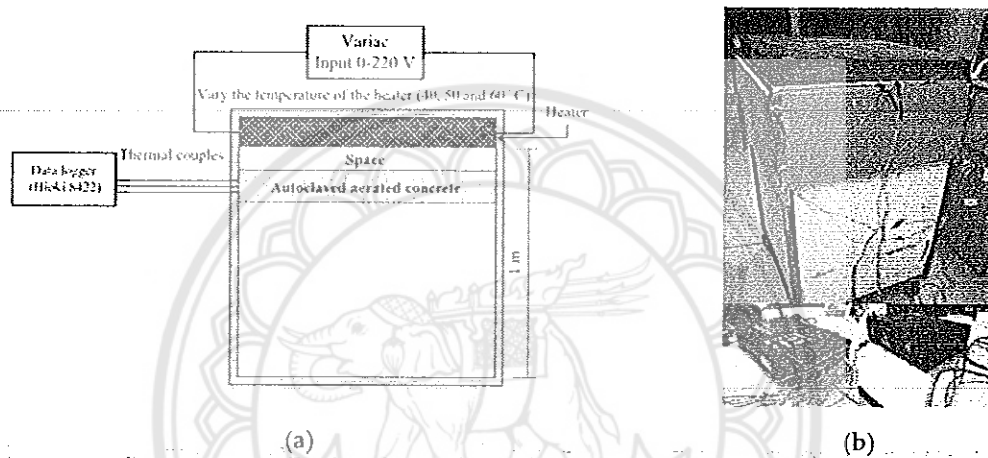 Variac
Input 0-220 V
Vary the temperature of the heater (40, 50 and 60 °C)
Heater
Thermal couples
Space
Data logger
Autoclaved aerated concrete
1 m
(a)
(b)